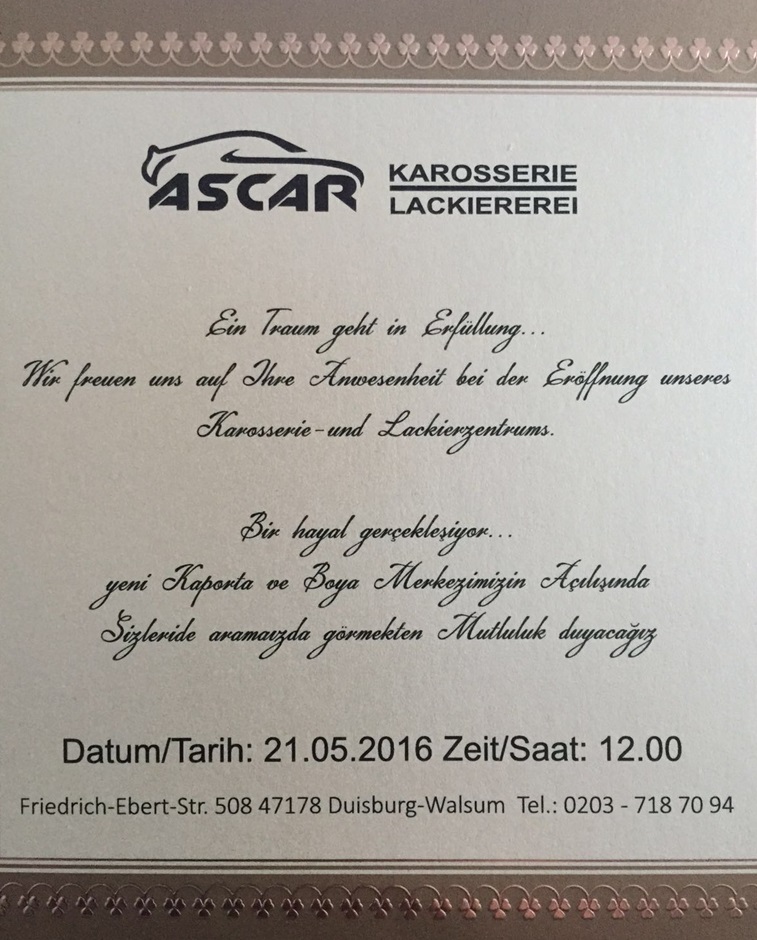 ASCAR KAROSSERIE
LACKIEREREI
Ein Traum geht in Erfüllung...
Wir freuen uns auf Ihre Anwesenheit bei der Eröffnung unseres
Karosserie-und Lackierzentrums.
Bir hayal gerçekleşiyor...
yeni Kaporta ve Boya Merkezimizin Açılışında
Sizleride aramaızda görmekten Mutluluk duyacağız
Datum/Tarih: 21.05.2016 Zeit/Saat: 12.00
Friedrich-Ebert-Str. 508 47178 Duisburg-Walsum Tel.: 0203 - 718 70 94